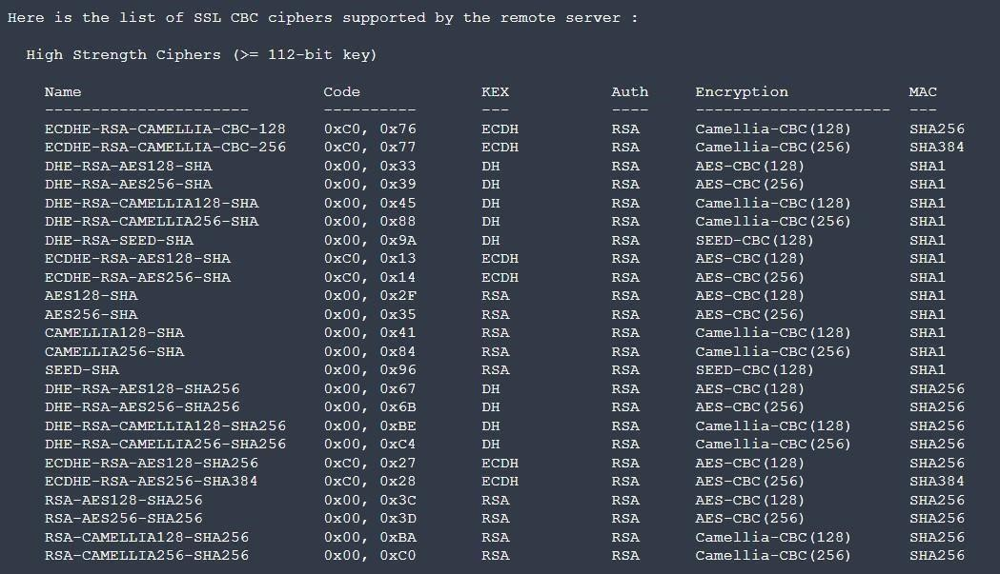 Here is the list of SSL CBC ciphers supported by the remote server :
High Strength Ciphers (>= 112-bit key)
Name Code KEX Auth Encryption MAC
---------------------- ---------- --- ---- --------------------- ---
ECDHE-RSA-CAMELLIA-CBC-128 0xC0, 0x76 ECDH RSA Camellia-CBC(128) SHA256
ECDHE-RSA-CAMELLIA-CBC-256 0xC0, 0x77 ECDH RSA Camellia-CBC(256) SHA384
DHE-RSA-AES128-SHA 0x00, 0x33 DH RSA AES-CBC(128) SHA1
DHE-RSA-AES256-SHA 0x00, 0x39 DH RSA AES-CBC(256) SHA1
DHE-RSA-CAMELLIA128-SHA 0x00, 0x45 DH RSA Camellia-CBC(128) SHA1
DHE-RSA-CAMELLIA256-SHA 0x00, 0x88 DH RSA Camellia-CBC(256) SHA1
DHE-RSA-SEED-SHA 0x00, 0x9A DH RSA SEED-CBC(128) SHA1
ECDHE-RSA-AES128-SHA 0xC0, 0x13 ECDH RSA AES-CBC(128) SHA1
ECDHE-RSA-AES256-SHA 0xC0, 0x14 ECDH RSA AES-CBC(256) SHA1
AES128-SHA 0x00, 0x2F RSA RSA AES-CBC(128) SHA1
AES256-SHA 0x00, 0x35 RSA RSA AES-CBC(256) SHA1
CAMELLIA128-SHA 0x00, 0x41 RSA RSA Camellia-CBC(128) SHA1
CAMELLIA256-SHA 0x00, 0x84 RSA RSA Camellia-CBC(256) SHA1
SEED-SHA 0x00, 0x96 RSA RSA SEED-CBC(128) SHA1
DHE-RSA-AES128-SHA256 0x00, 0x67 DH RSA AES-CBC(128) SHA256
DHE-RSA-AES256-SHA256 0x00, 0x6B DH RSA AES-CBC(256) SHA256
DHE-RSA-CAMELLIA128-SHA256 0x00, 0xBE DH RSA Camellia-CBC(128) SHA256
DHE-RSA-CAMELLIA256-SHA256 0x00, 0xC4 DH RSA Camellia-CBC(256) SHA256
ECDHE-RSA-AES128-SHA256 0xC0, 0x27 ECDH RSA AES-CBC(128) SHA256
ECDHE-RSA-AES256-SHA384 0xC0, 0x28 ECDH RSA AES-CBC(256) SHA384
RSA-AES128-SHA256 0x00, 0x3C RSA RSA AES-CBC(128) SHA256
RSA-AES256-SHA256 0x00, 0x3D RSA RSA AES-CBC(256) SHA256
RSA-CAMELLIA128-SHA256 0x00, 0xBA RSA RSA Camellia-CBC(128) SHA256
RSA-CAMELLIA256-SHA256 0x00, 0xC0 RSA RSA Camellia-CBC(256) SHA256